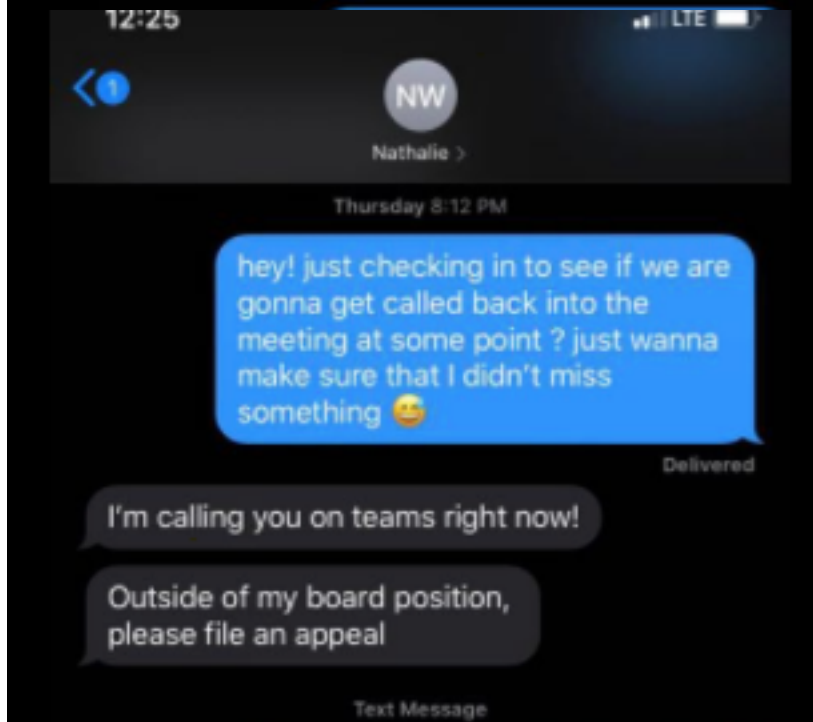 12:25
LTE
1
NW
Nathalie >
Thursday 8:12 PM
hey! just checking in to see if we are
gonna get called back into the
meeting at some point ? just wanna
make sure that I didn't miss
something 😅
Delivered
I'm calling you on teams right now!
Outside of my board position,
please file an appeal
Text Message